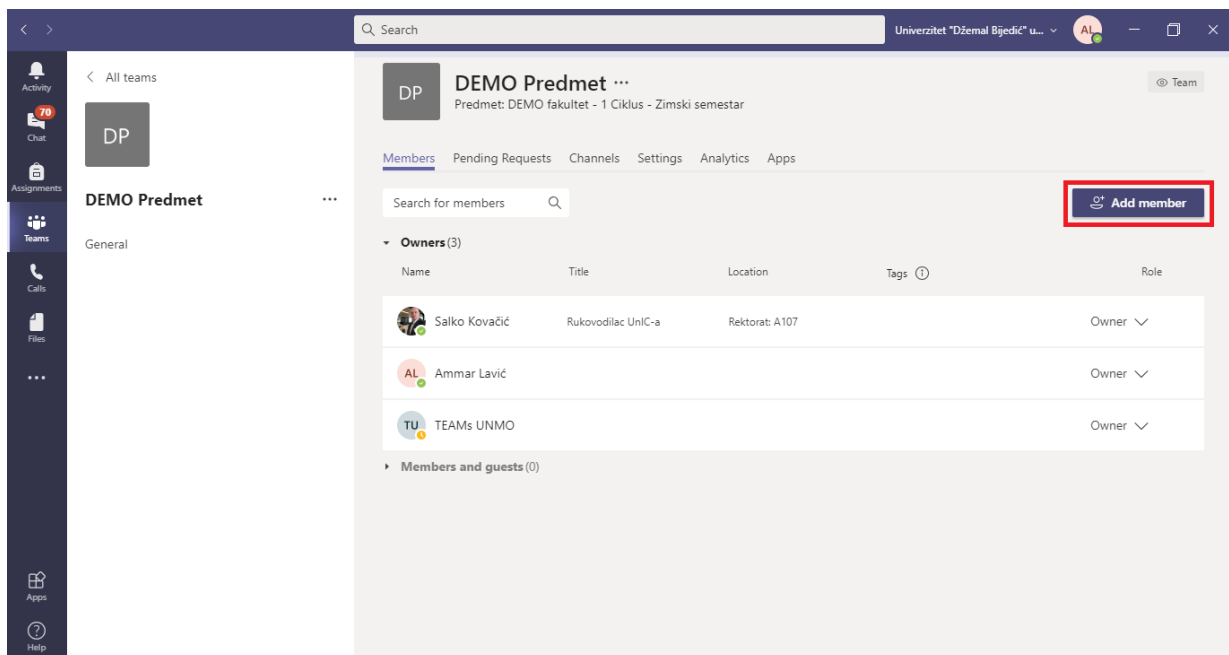 Search
Univerzitet "Džemal Bijedić" u...
AL
Activity
70
Chat
Assignments
Teams
Calls
Files
Apps
Help
All teams
DP
DEMO Predmet
General
DP
DEMO Predmet
Predmet: DEMO fakultet - 1 Ciklus - Zimski semestar
Team
Members Pending Requests Channels Settings Analytics Apps
Search for members
Add member
Owners (3)
Name Title Location Tags Role
Salko Kovačić Rukovodilac UnIC-a Rektorat: A107 Owner
AL Ammar Lavić Owner
TU TEAMs UNMO Owner
Members and guests (0)